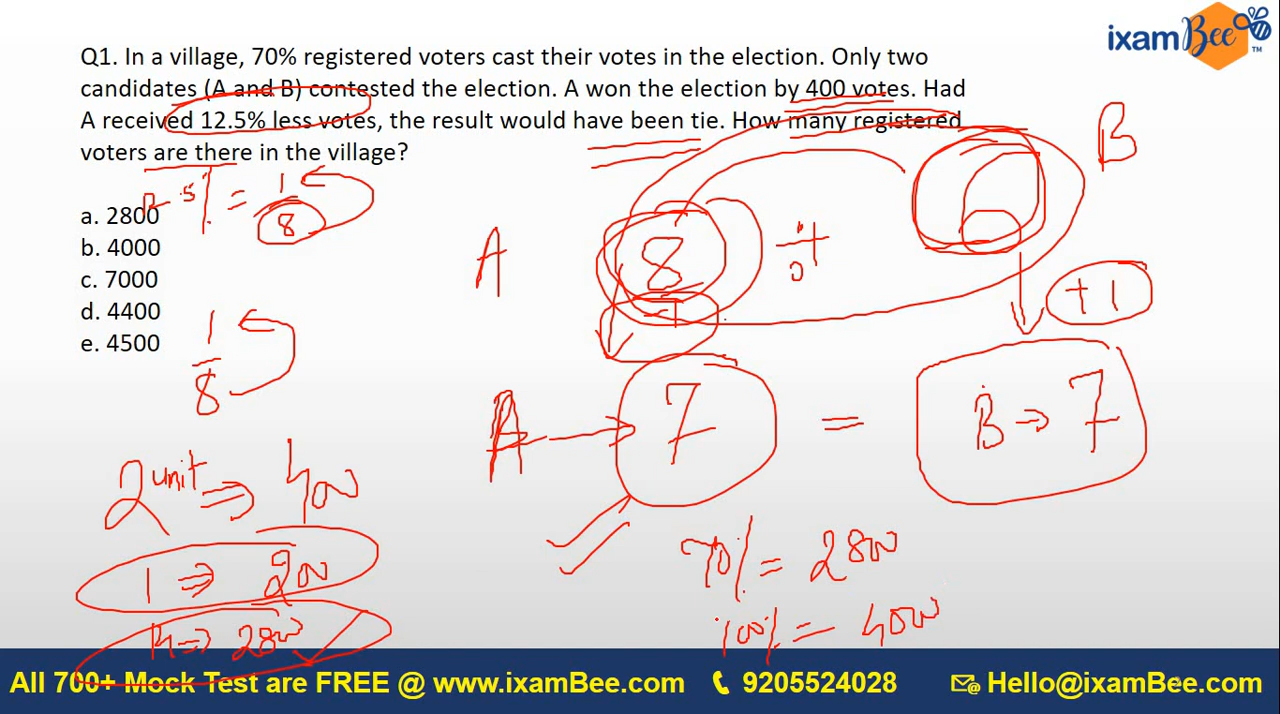 ixamBee™
Q1. In a village, 70% registered voters cast their votes in the election. Only two
candidates (A and B) contested the election. A won the election by 400 votes. Had
A received 12.5% less votes, the result would have been tie. How many registered
voters are there in the village?
12.5% = 1/8
a. 2800
b. 4000
c. 7000
d. 4400
e. 4500
1/8
A 8 B
-1 +1
A → 7 = B ⇒ 7
2 unit ⇒ 400
1 ⇒ 200
14 ⇒ 2800
70% = 2800
100% = 4000
All 700+ Mock Test are FREE @ www.ixamBee.com 9205524028 Hello@ixamBee.com